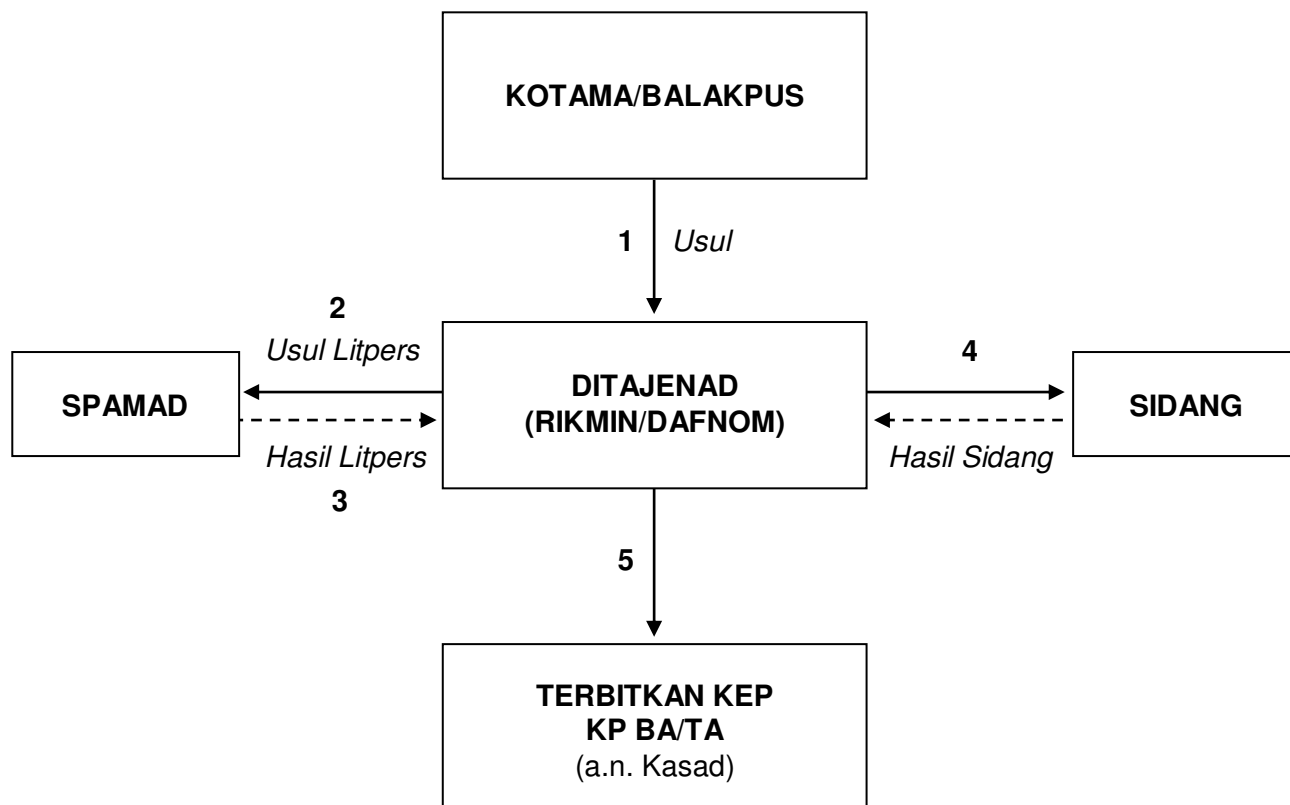 KOTAMA/BALAKPUS
1 Usul
2
Usul Litpers
SPAMAD
Hasil Litpers
3
DITAJENAD
(RIKMIN/DAFNOM)
4
SIDANG
Hasil Sidang
5
TERBITKAN KEP
KP BA/TA
(a.n. Kasad)